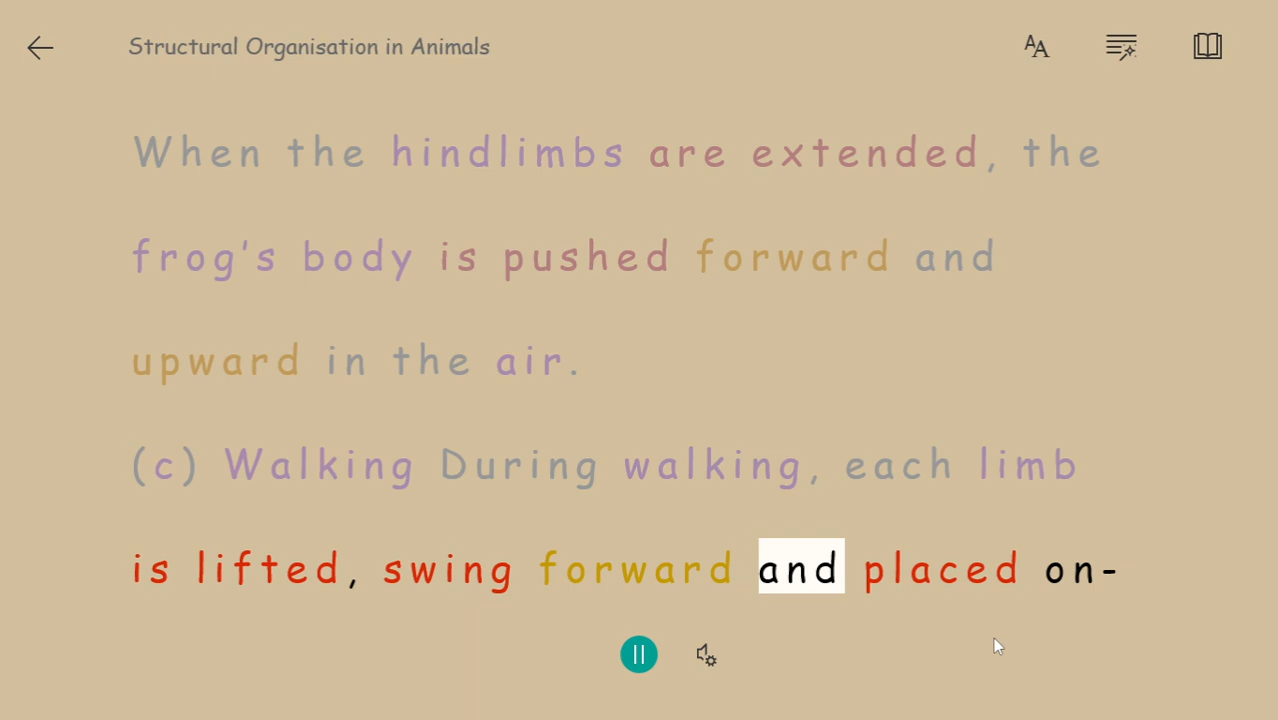 Structural Organisation in Animals
When the hindlimbs are extended, the
frog's body is pushed forward and
upward in the air.
(c) Walking During walking, each limb
is lifted, swing forward and placed on-